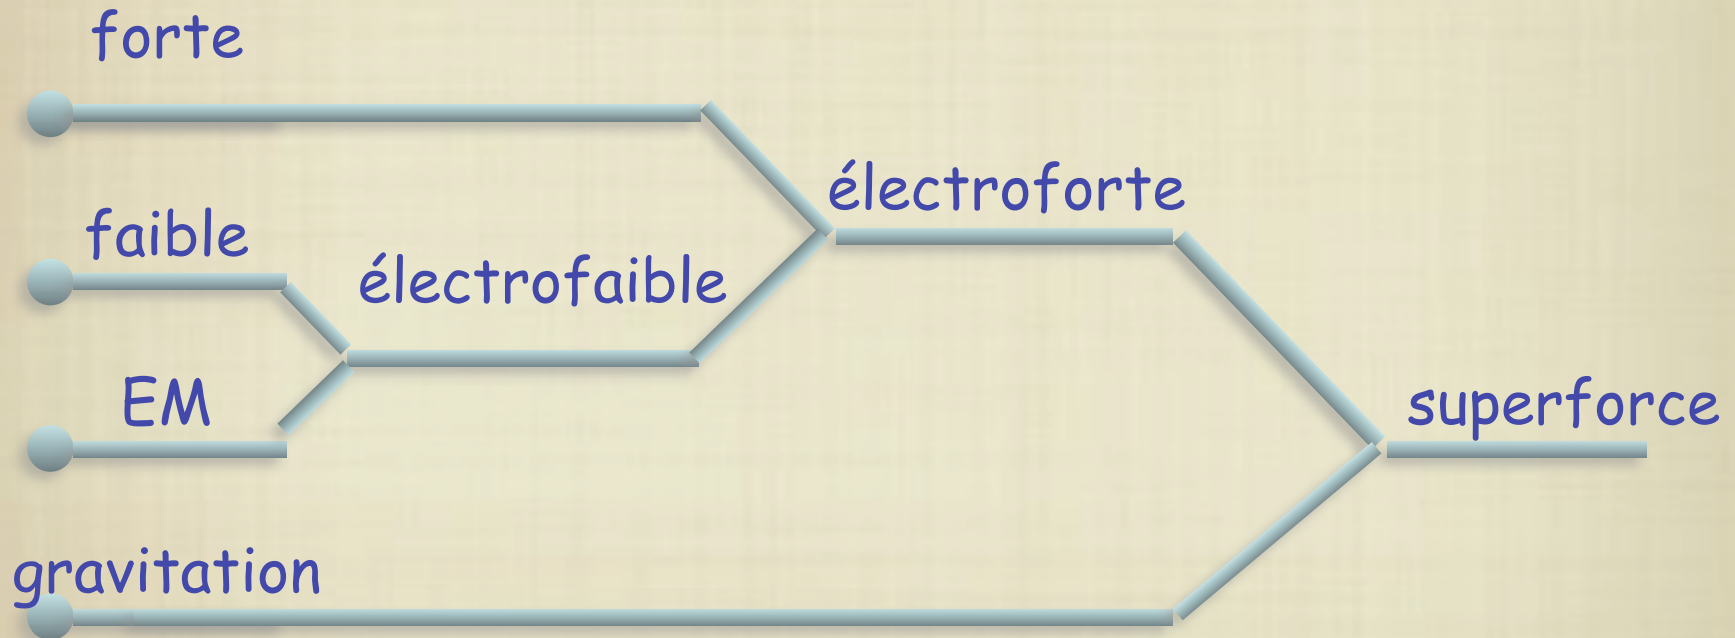 forte
électroforte
faible
électrofaible
EM
superforce
gravitation